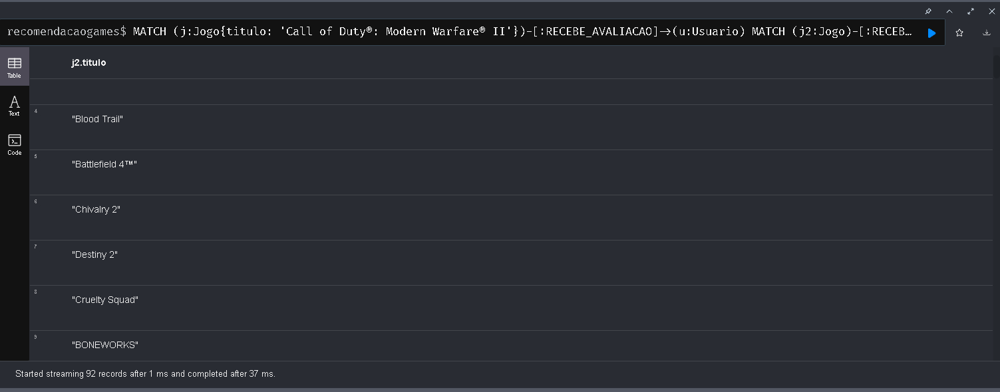 recomendacaogames$ MATCH (j:Jogo{titulo: 'Call of Duty®: Modern Warfare® II'})-[:RECEBE_AVALIACAO]→(u:Usuario) MATCH (j2:Jogo)-[:RECEB…
Table
j2.titulo
Text
Code
4
"Blood Trail"
5
"Battlefield 4™"
6
"Chivalry 2"
7
"Destiny 2"
8
"Cruelty Squad"
9
"BONEWORKS"
Started streaming 92 records after 1 ms and completed after 37 ms.